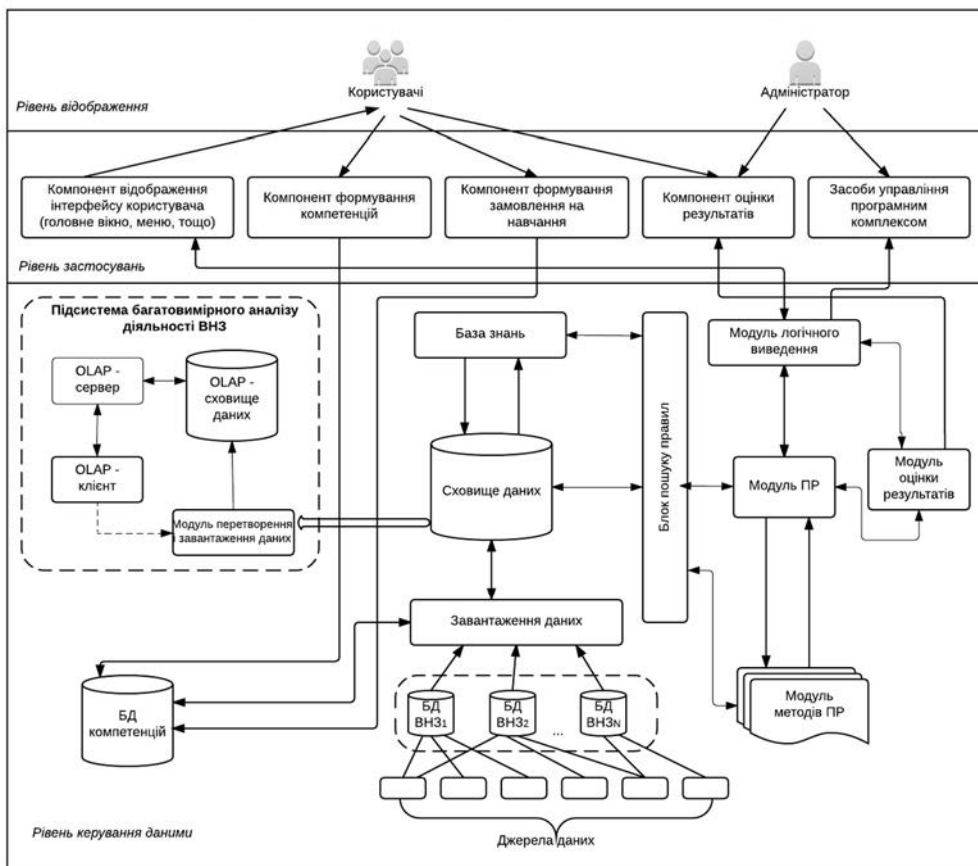 Користувачі
Адміністратор
Рівень відображення
Компонент відображення
інтерфейсу користувача
(головне вікно, меню, тощо)
Компонент формування
компетенцій
Компонент формування
замовлення на
навчання
Компонент оцінки
результатів
Засоби управління
програмним
комплексом
Рівень застосувань
Підсистема багатовимірного аналізу
діяльності ВНЗ
OLAP -
сервер
OLAP -
сховище
даних
OLAP -
клієнт
Модуль перетворення
і завантаження даних
База знань
Сховище даних
Блок пошуку правил
Модуль логічного
виведення
Модуль ПР
Модуль
оцінки
результатів
Завантаження даних
БД
компетенцій
БД
ВНЗ1
БД
ВНЗ2
...
БД
ВНЗN
Модуль
методів ПР
Джерела даних
Рівень керування даними